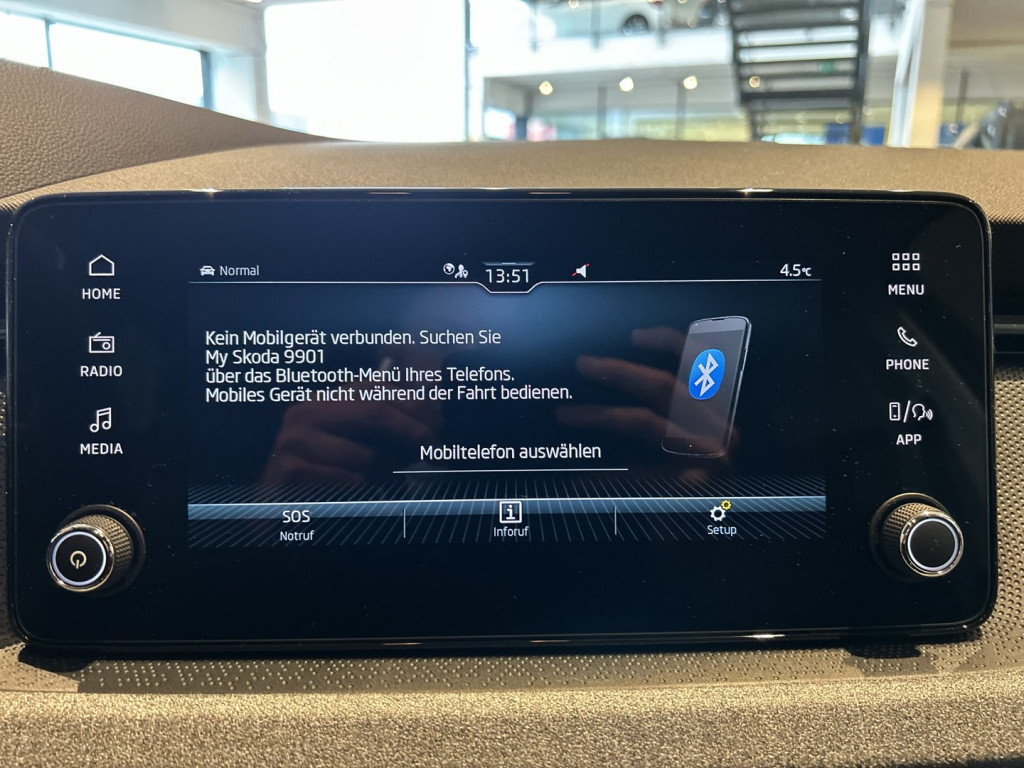 Normal
13:51
4.5°C
HOME
RADIO
MEDIA
MENU
PHONE
APP
Kein Mobilgerät verbunden. Suchen Sie
My Skoda 9901
über das Bluetooth-Menü Ihres Telefons.
Mobiles Gerät nicht während der Fahrt bedienen.
Mobiltelefon auswählen
SOS
Notruf
Inforuf
Setup